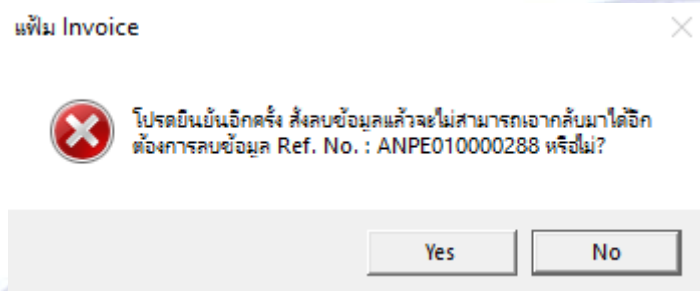 แฟ้ม Invoice
โปรดยืนยันอีกครั้ง สั่งลบข้อมูลแล้วจะไม่สามารถเอากลับมาได้อีก
ต้องการลบข้อมูล Ref. No. : ANPE010000288 หรือไม่?
Yes
No